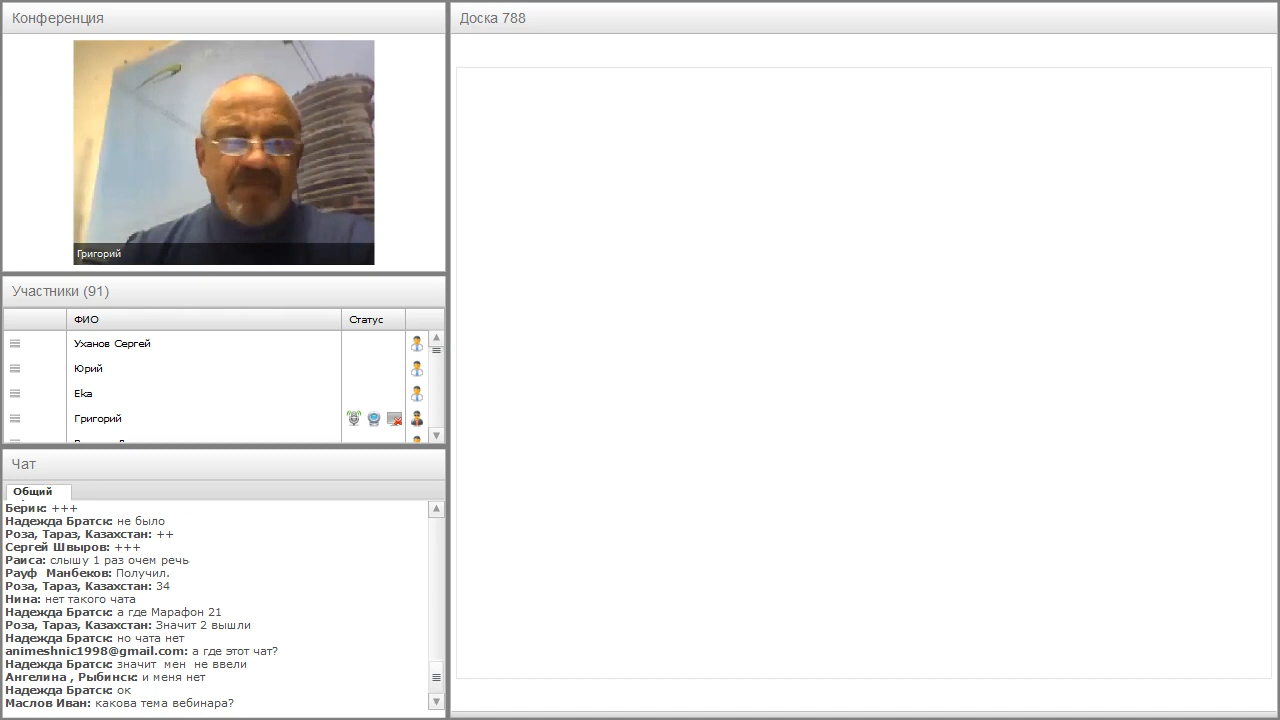 Конференция
Григорий
Участники (91)
ФИО Статус
Уханов Сергей
Юрий
Eka
Григорий
Чат
Общий
Берик: +++
Надежда Братск: не было
Роза, Тараз, Казахстан: ++
Сергей Швыров: +++
Раиса: слышу 1 раз очем речь
Рауф Манбеков: Получил.
Роза, Тараз, Казахстан: 34
Нина: нет такого чата
Надежда Братск: а где Марафон 21
Роза, Тараз, Казахстан: Значит 2 вышли
Надежда Братск: но чата нет
animeshnic1998@gmail.com: а где этот чат?
Надежда Братск: значит мен не ввели
Ангелина , Рыбинск: и меня нет
Надежда Братск: ок
Маслов Иван: какова тема вебинара?
Доска 788